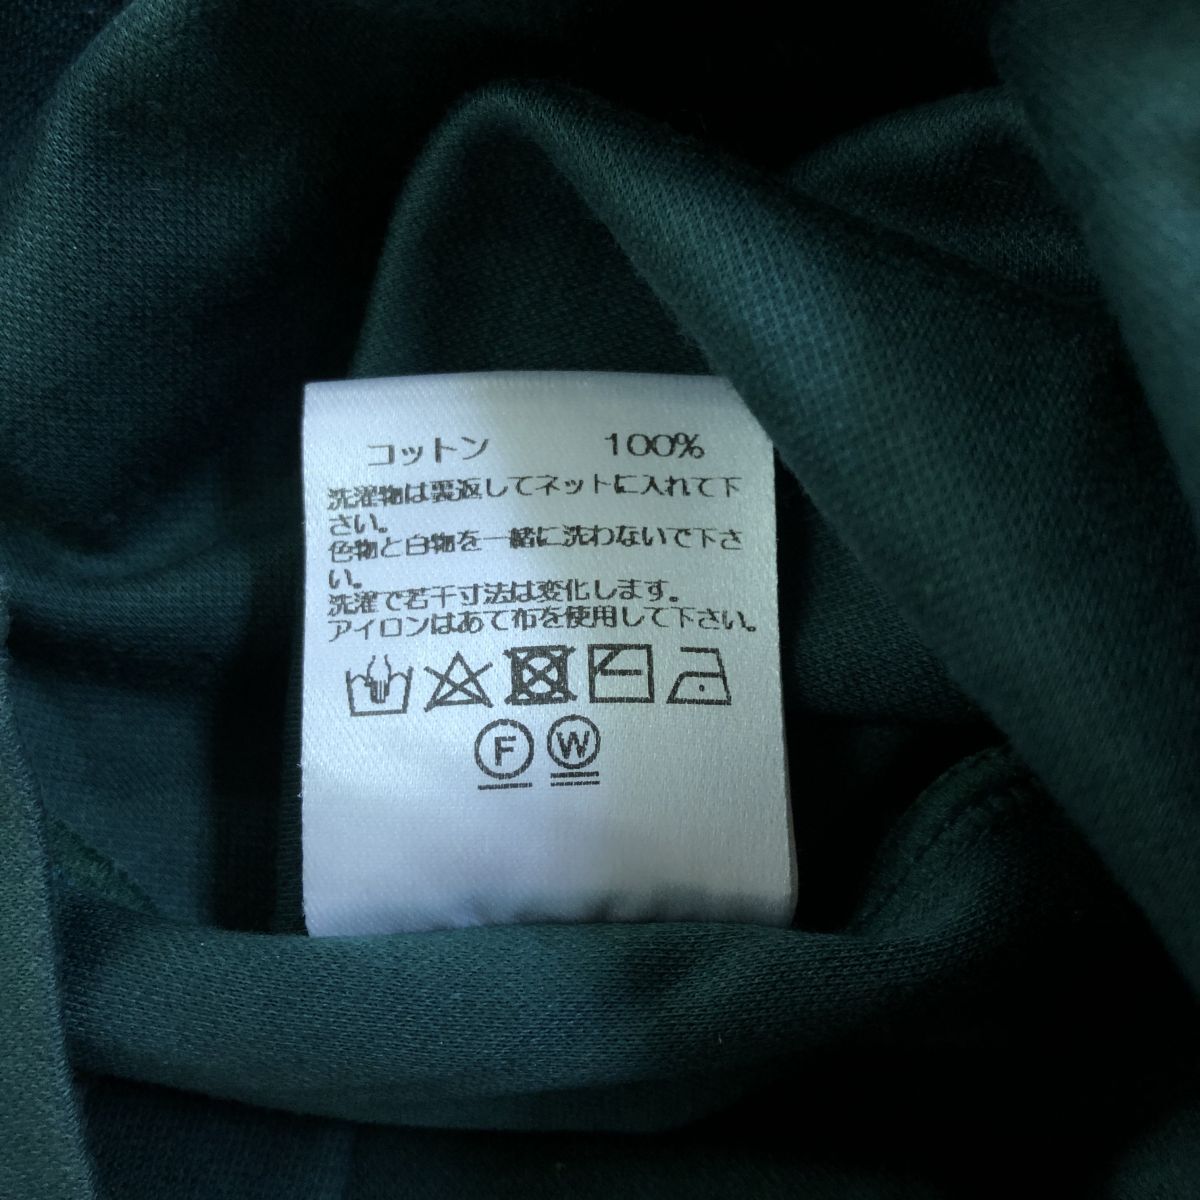 コットン 100%
洗濯物は裏返してネットに入れて下
さい。
色物と白物を一緒に洗わないで下さ
い。
洗濯で若干寸法は変化します。
アイロンはあて布を使用して下さい。
F W